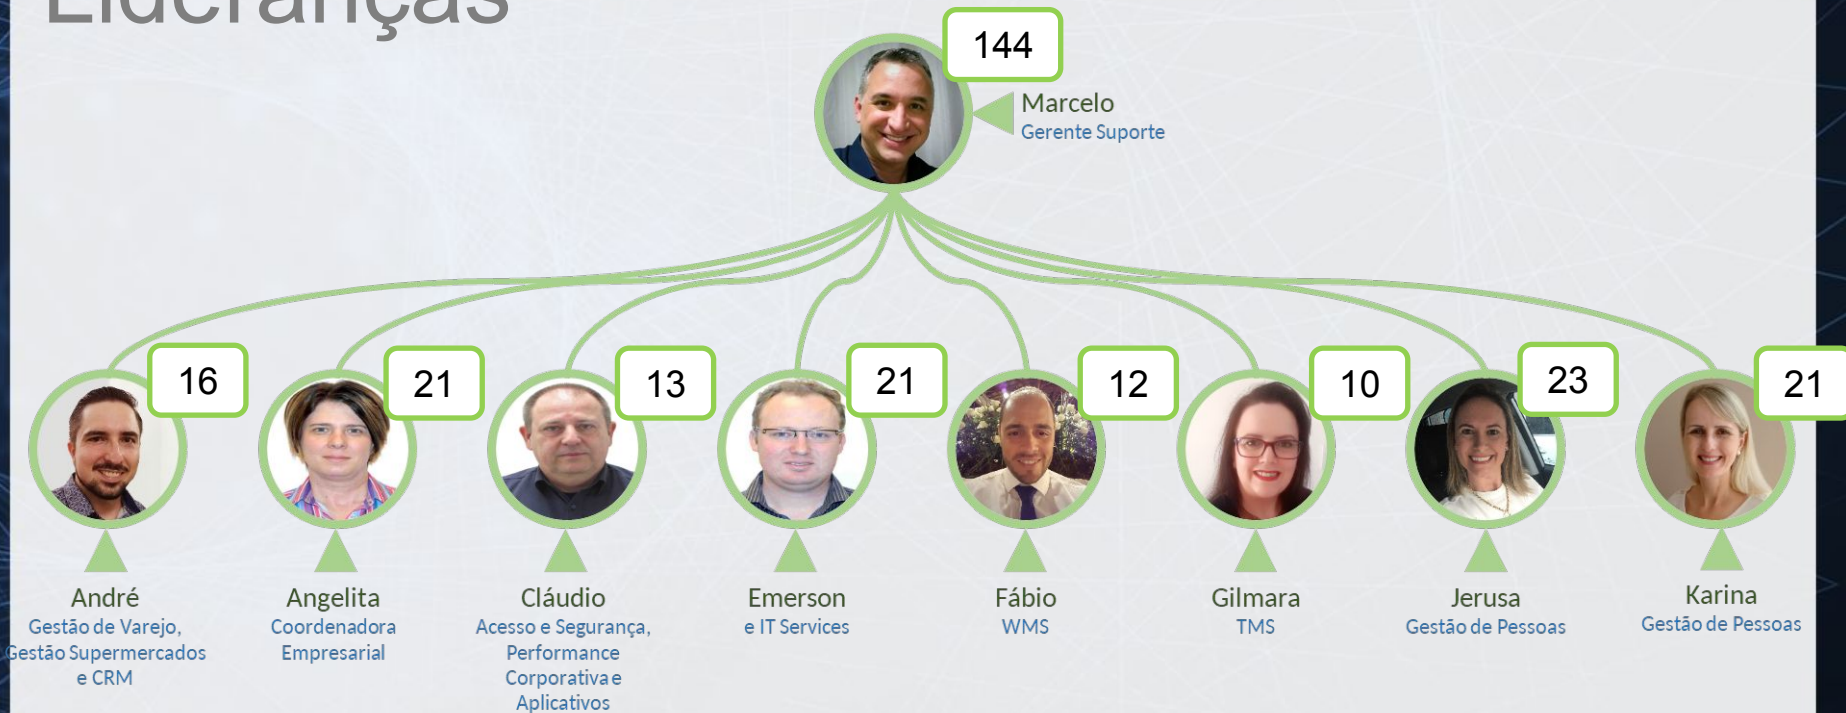 Lideranças
144
Marcelo
Gerente Suporte
16
21
13
21
12
10
23
21
André
Gestão de Varejo,
Gestão Supermercados
e CRM
Angelita
Coordenadora
Empresarial
Cláudio
Acesso e Segurança,
Performance
Corporativa e
Aplicativos
Emerson
e IT Services
Fábio
WMS
Gilmara
TMS
Jerusa
Gestão de Pessoas
Karina
Gestão de Pessoas